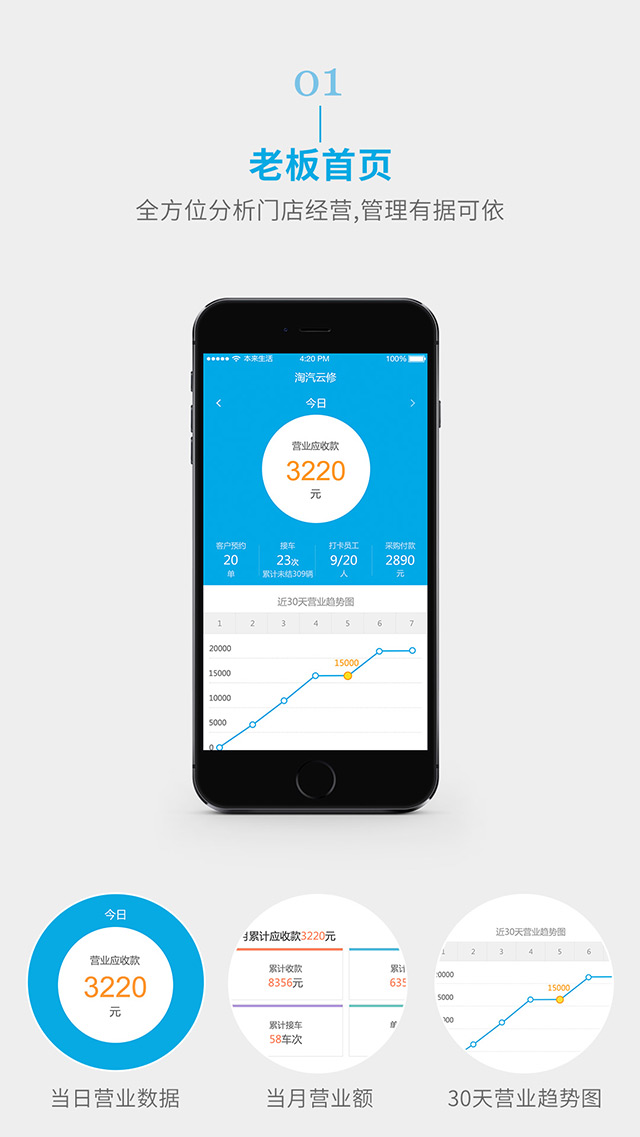 01
老板首页
全方位分析门店经营,管理有据可依
本来生活 4:20 PM 100%
淘汽云修
今日
营业应收款
3220
元
客户预约 接车 打卡员工 采购付款
20 23次 9/20 2890
单 累计未结309辆 人 元
近30天营业趋势图
1 2 3 4 5 6 7
20000
15000
15000
10000
5000
0
今日
营业应收款
3220
元
累计应收款3220元
累计收款
8356元
635
累计接车
58车次
近30天营业趋势图
2 3 4 5 6
20000
15000
5000
5000
当日营业数据 当月营业额 30天营业趋势图